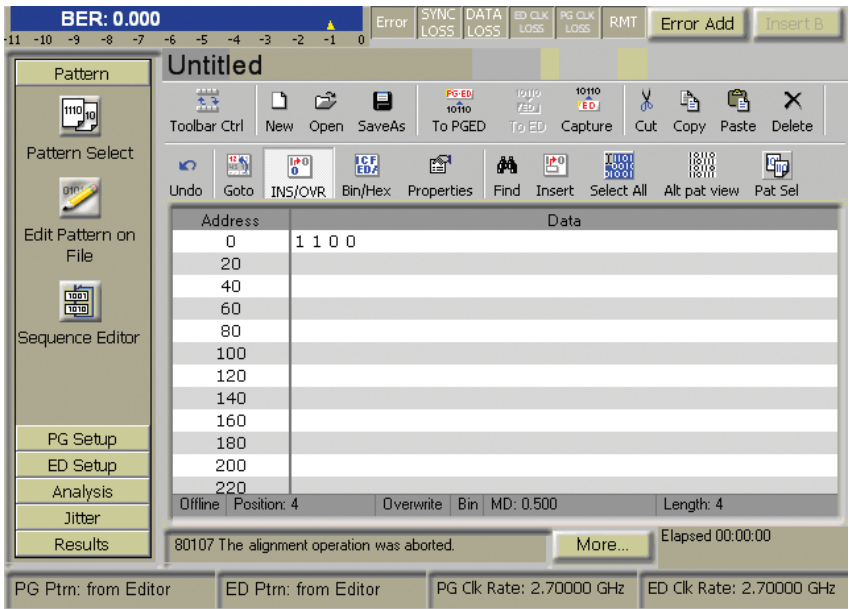 BER: 0.000
-11 -10 -9 -8 -7 -6 -5 -4 -3 -2 -1 0
Error
SYNC LOSS
DATA LOSS
ED CLK LOSS
PG CLK LOSS
RMT
Error Add
Insert B
Pattern
Pattern Select
Edit Pattern on
File
Sequence Editor
PG Setup
ED Setup
Analysis
Jitter
Results
Untitled
Toolbar Ctrl New Open SaveAs To PGED To ED Capture Cut Copy Paste Delete
Undo Goto INS/OVR Bin/Hex Properties Find Insert Select All Alt pat view Pat Sel
Address Data
0 1 1 0 0
20
40
60
80
100
120
140
160
180
200
220
Offline Position: 4 Overwrite Bin MD: 0.500 Length: 4
80107 The alignment operation was aborted.
More...
Elapsed 00:00:00
PG Ptrn: from Editor ED Ptrn: from Editor PG Clk Rate: 2.70000 GHz ED Clk Rate: 2.70000 GHz